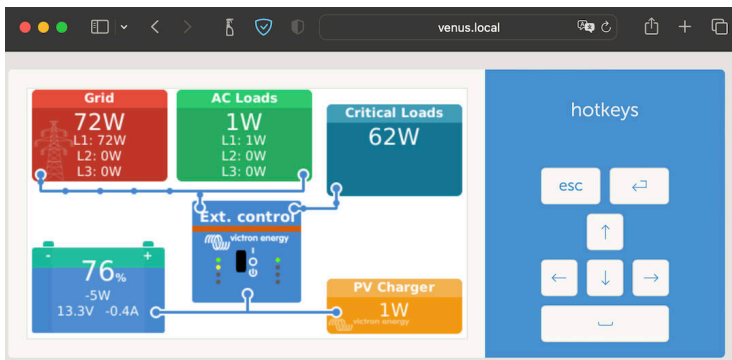 venus.local
Grid
72W
L1: 72W
L2: 0W
L3: 0W
AC Loads
1W
L1: 1W
L2: 0W
L3: 0W
Critical Loads
62W
Ext. control
victron energy
- +
76%
-5W
13.3V -0.4A
PV Charger
1W
victron energy
hotkeys
esc